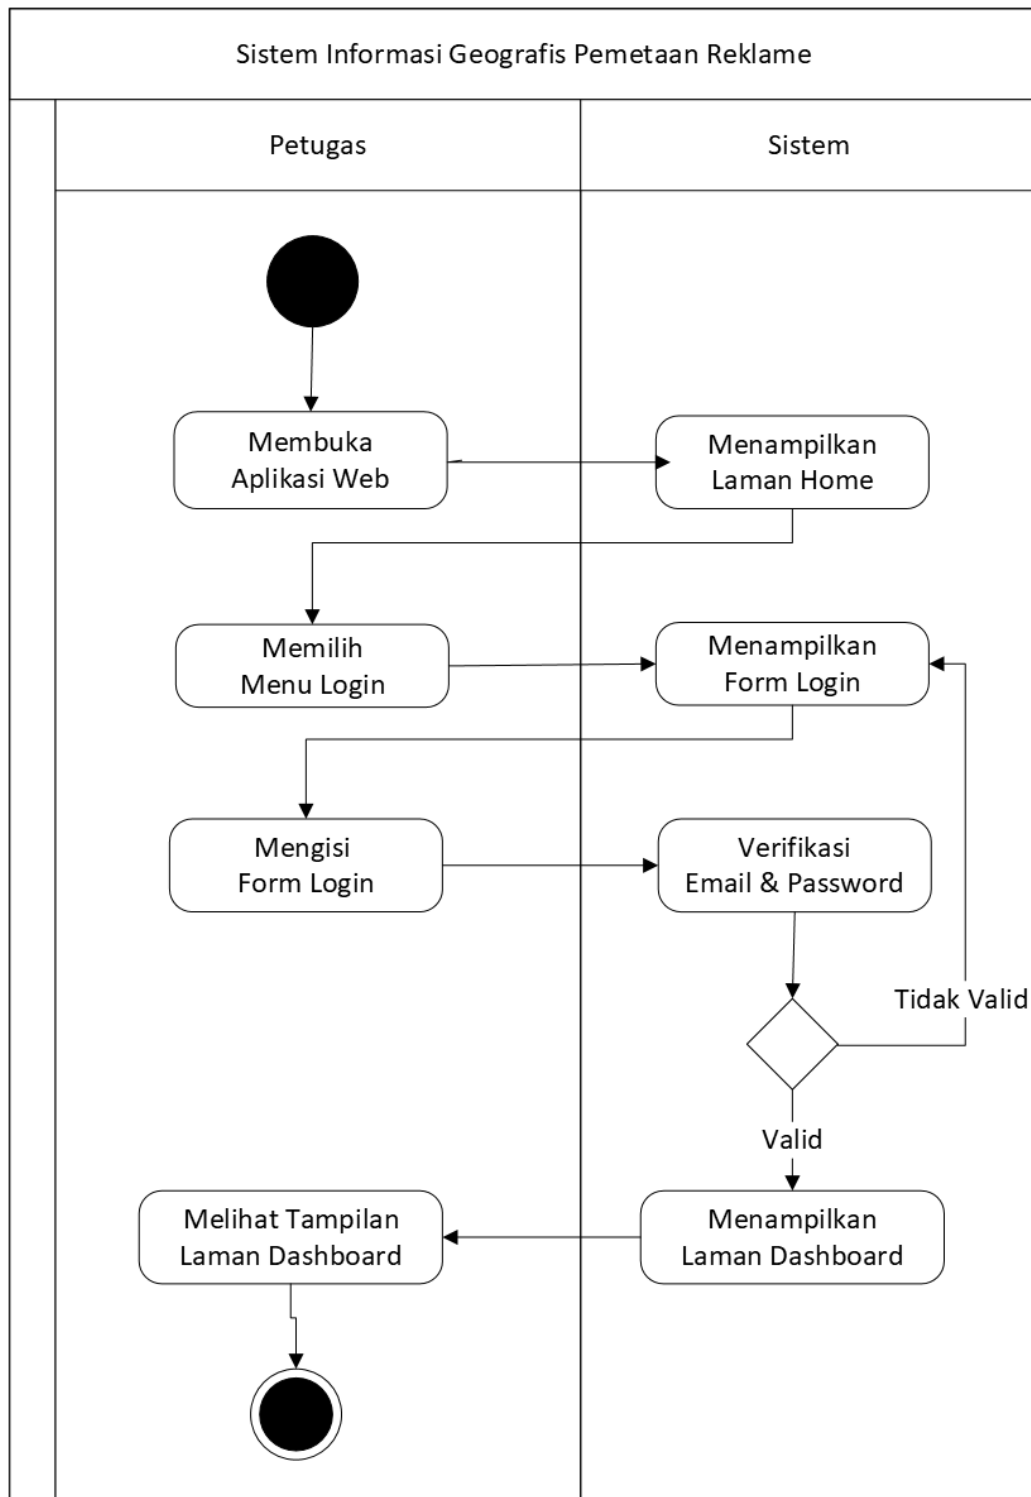 Sistem Informasi Geografis Pemetaan Reklame
Petugas
Sistem
Membuka
Aplikasi Web
Menampilkan
Laman Home
Memilih
Menu Login
Menampilkan
Form Login
Mengisi
Form Login
Verifikasi
Email & Password
Tidak Valid
Valid
Menampilkan
Laman Dashboard
Melihat Tampilan
Laman Dashboard